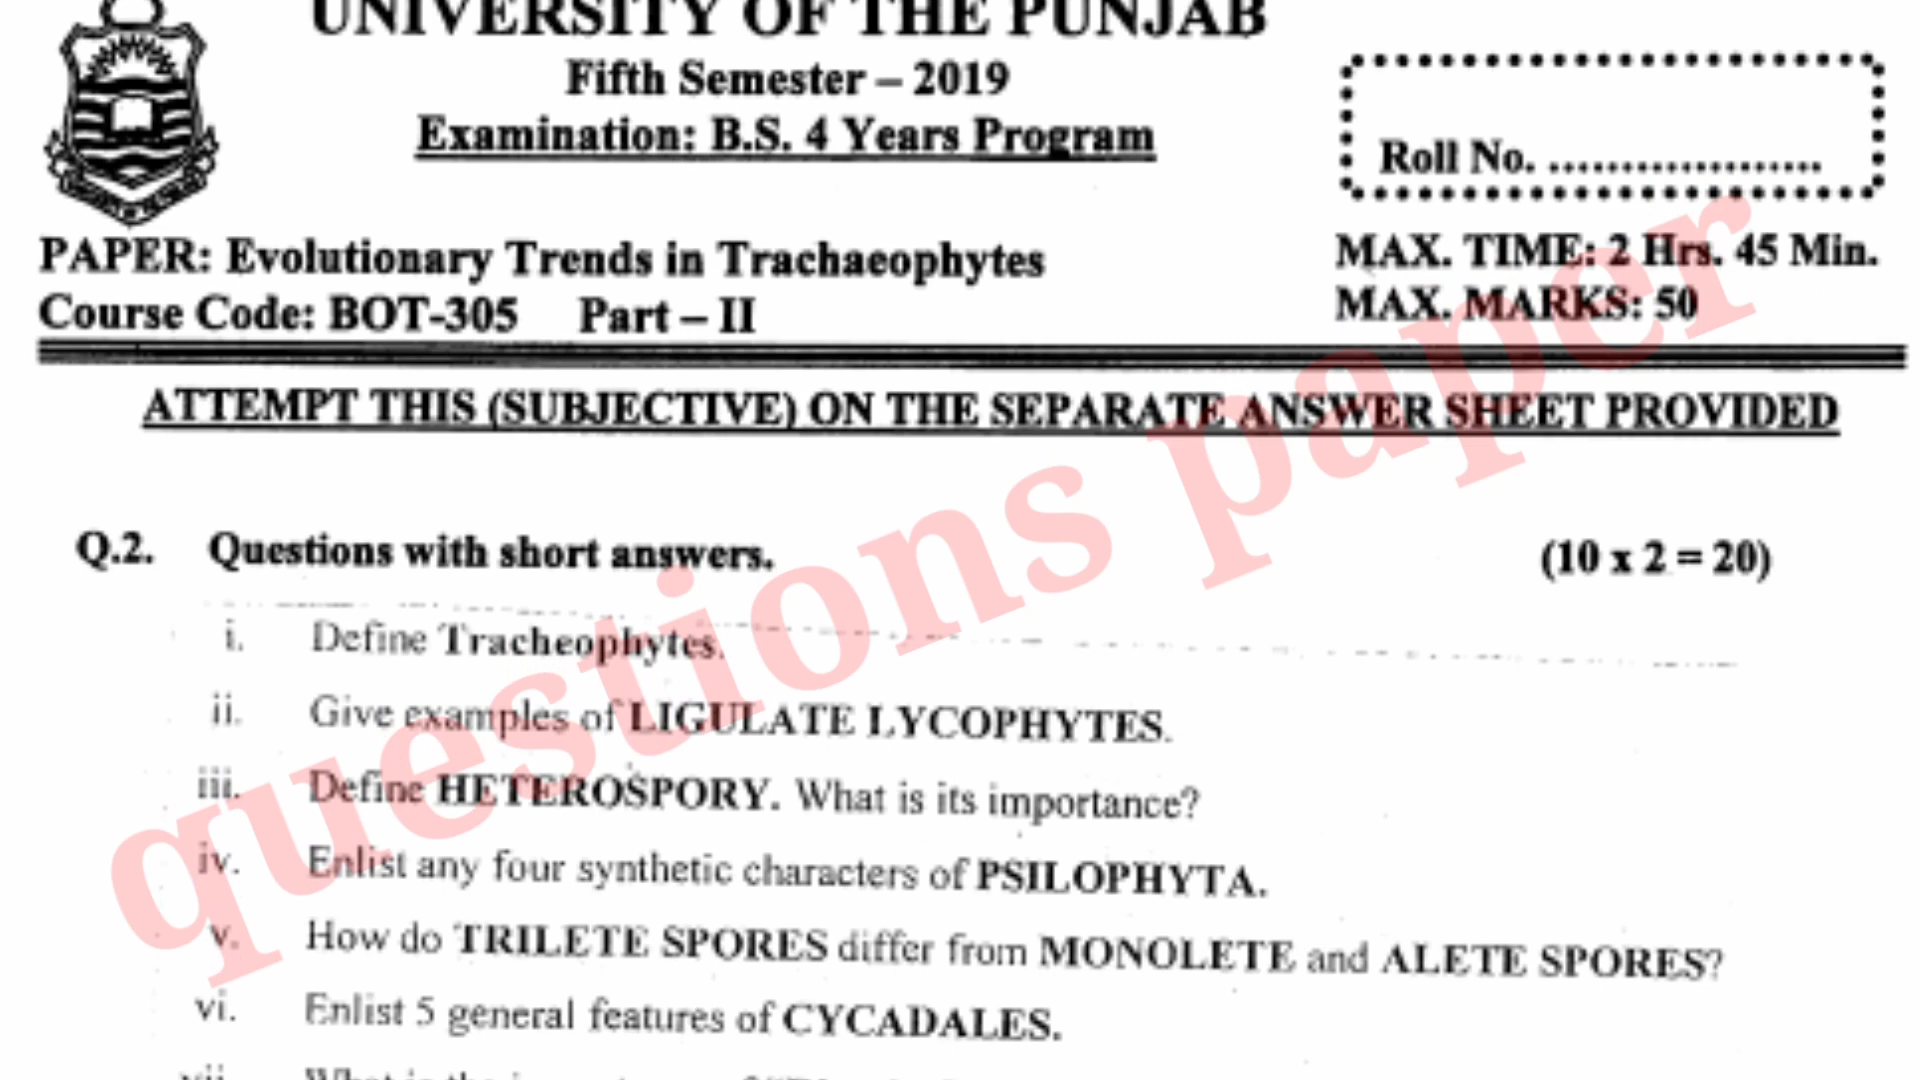 UNIVERSITY OF THE PUNJAB
Fifth Semester – 2019
Examination: B.S. 4 Years Program
Roll No. ...................
PAPER: Evolutionary Trends in Trachaeophytes
MAX. TIME: 2 Hrs. 45 Min.
Course Code: BOT-305 Part – II
MAX. MARKS: 50
ATTEMPT THIS (SUBJECTIVE) ON THE SEPARATE ANSWER SHEET PROVIDED
questions paper
Q.2. Questions with short answers. (10 x 2 = 20)
i. Define Tracheophytes.
ii. Give examples of LIGULATE LYCOPHYTES.
iii. Define HETEROSPORY. What is its importance?
iv. Enlist any four synthetic characters of PSILOPHYTA.
v. How do TRILETE SPORES differ from MONOLETE and ALETE SPORES?
vi. Enlist 5 general features of CYCADALES.
vii. What is the